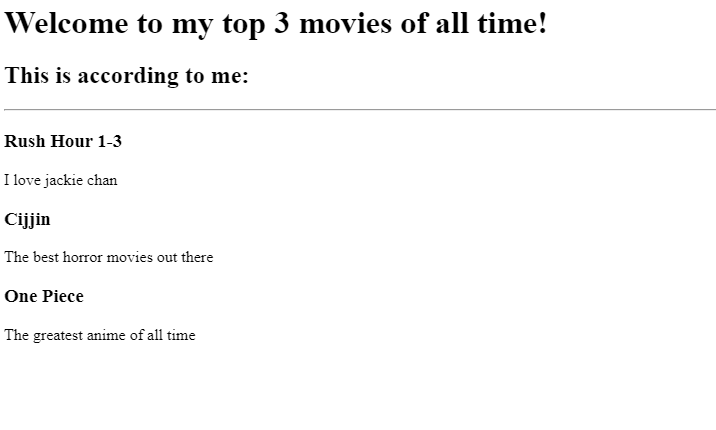 Welcome to my top 3 movies of all time!
This is according to me:
Rush Hour 1-3
I love jackie chan
Cijjin
The best horror movies out there
One Piece
The greatest anime of all time